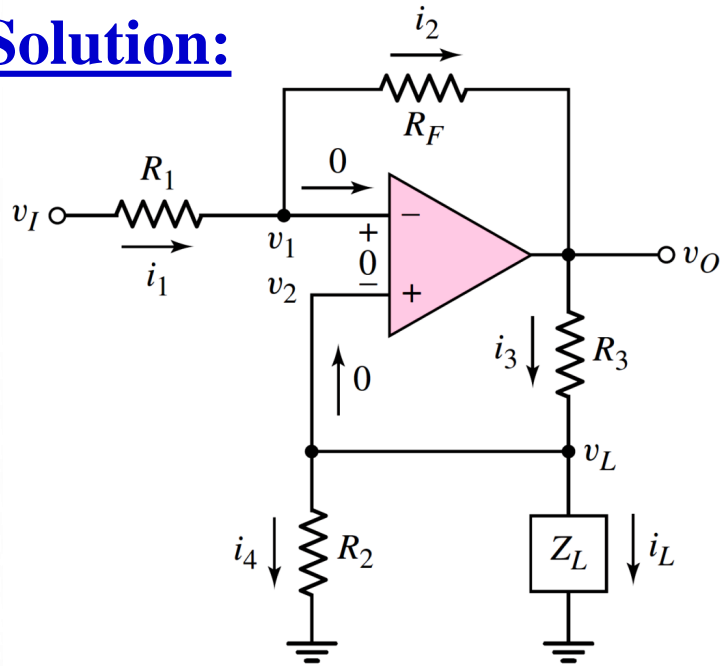 Solution:
i2
RF
R1
0
vI
i1
v1
+
0
−
v2
−
+
vO
0
i3
R3
vL
i4
R2
ZL
iL